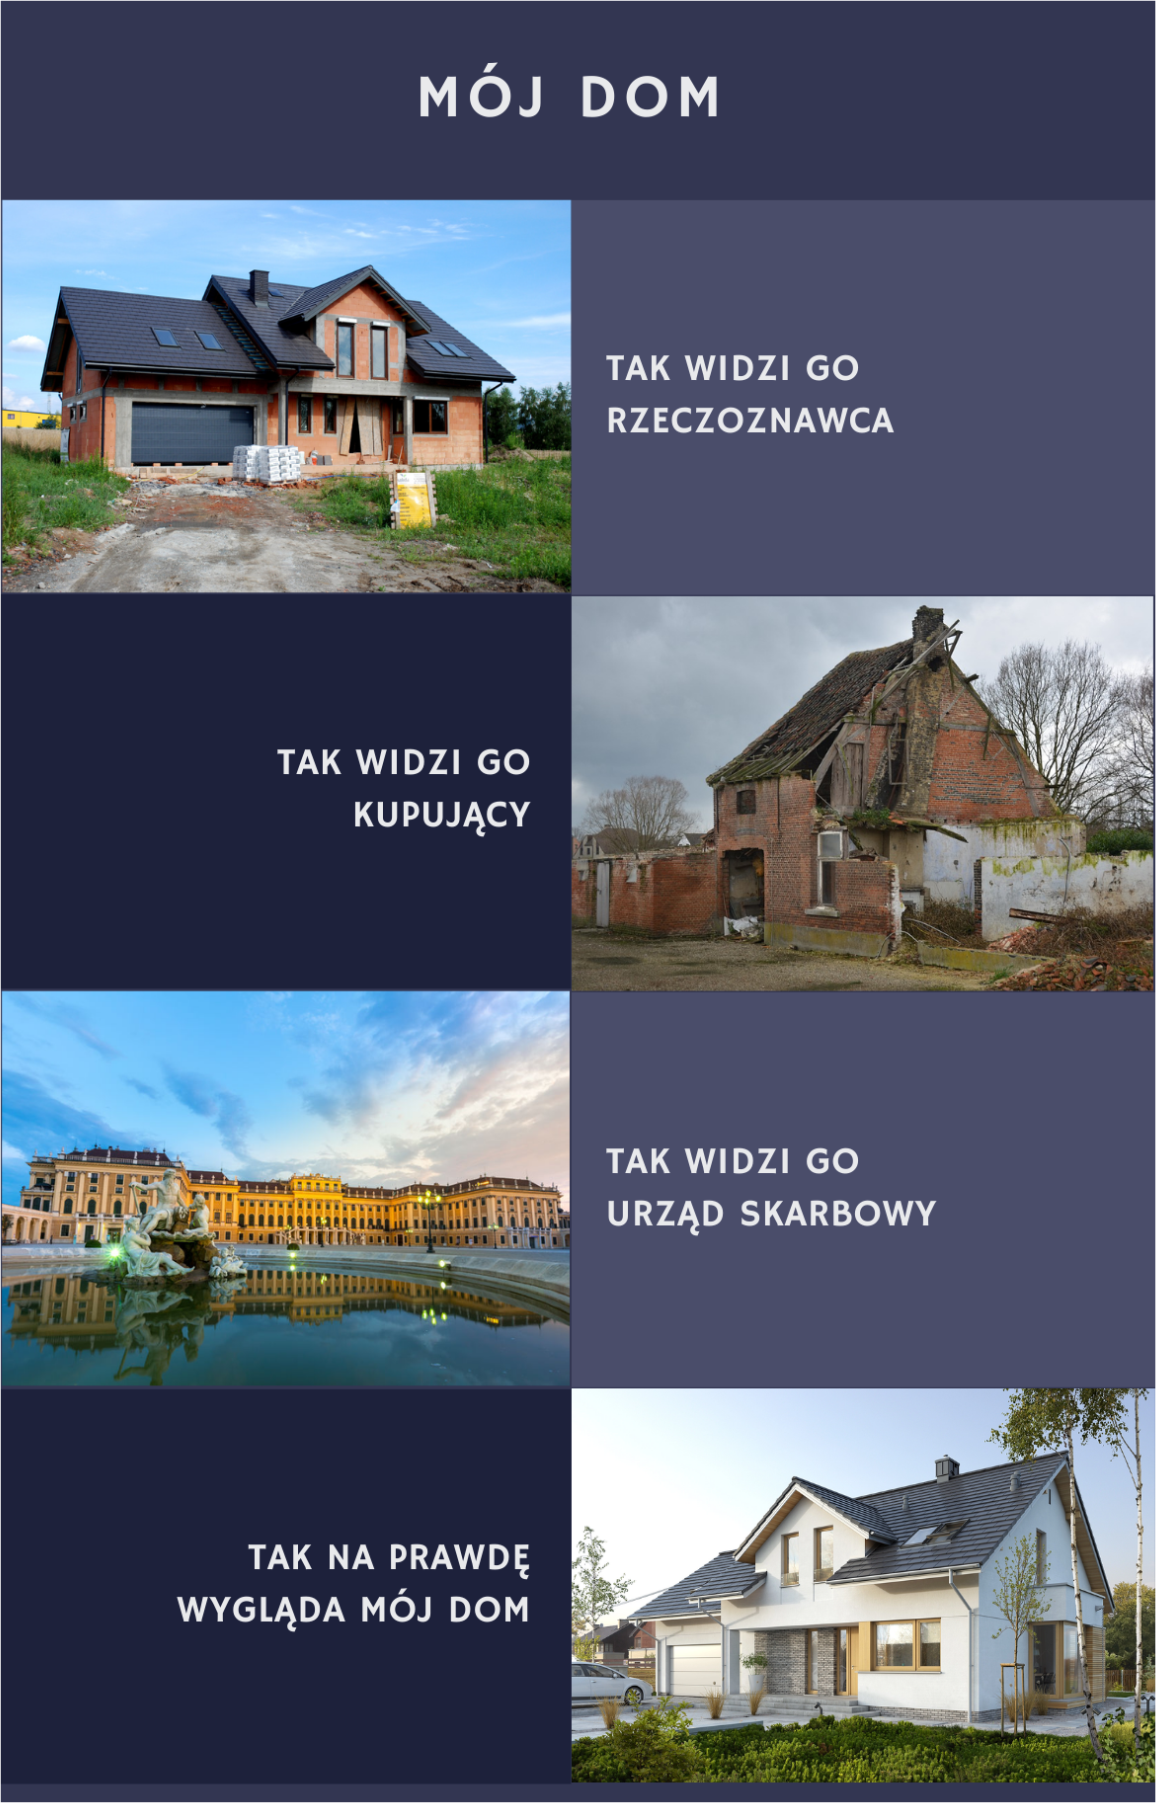 MÓJ DOM
TAK WIDZI GO
RZECZOZNAWCA
TAK WIDZI GO
KUPUJĄCY
TAK WIDZI GO
URZĄD SKARBOWY
TAK NA PRAWDĘ
WYGLĄDA MÓJ DOM